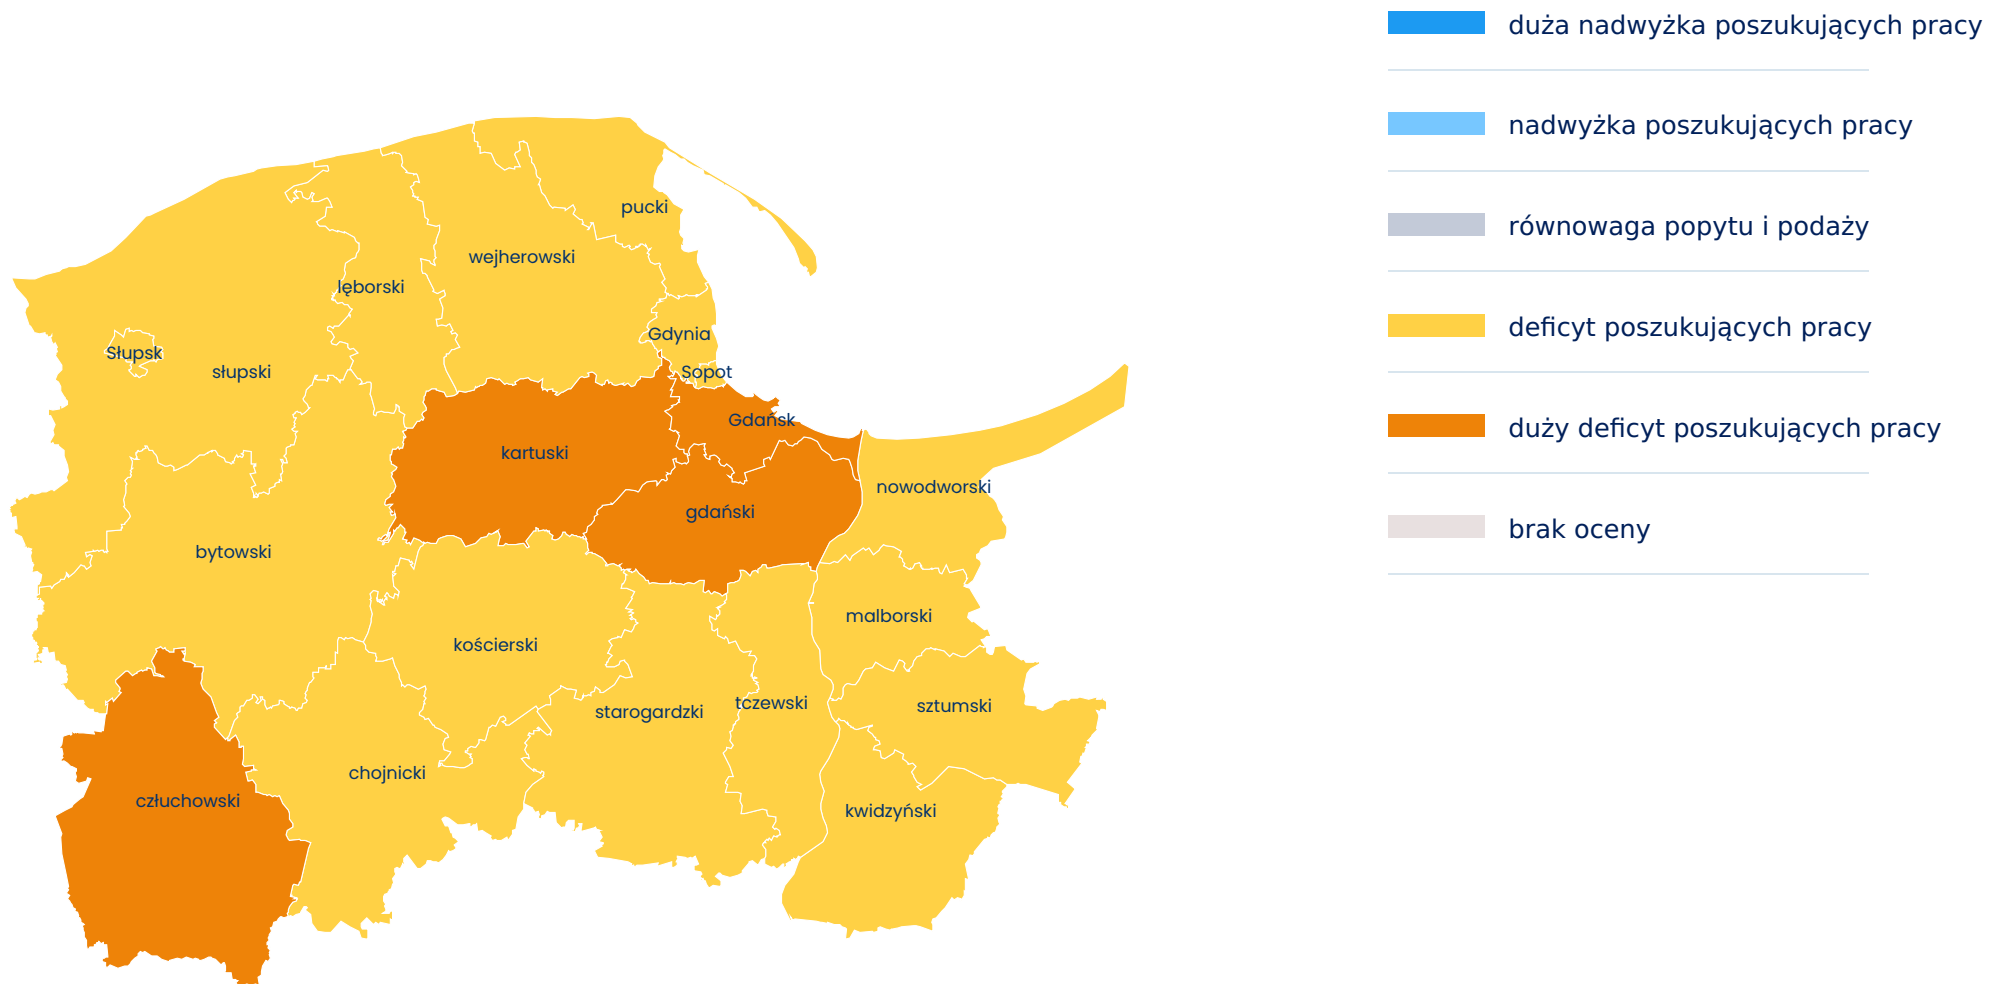 duża nadwyżka poszukujących pracy
nadwyżka poszukujących pracy
równowaga popytu i podaży
deficyt poszukujących pracy
duży deficyt poszukujących pracy
brak oceny
pucki
wejherowski
lęborski
Gdynia
Słupsk
słupski
Sopot
Gdańsk
kartuski
nowodworski
gdański
bytowski
malborski
kościerski
tczewski
sztumski
starogardzki
chojnicki
człuchowski
kwidzyński